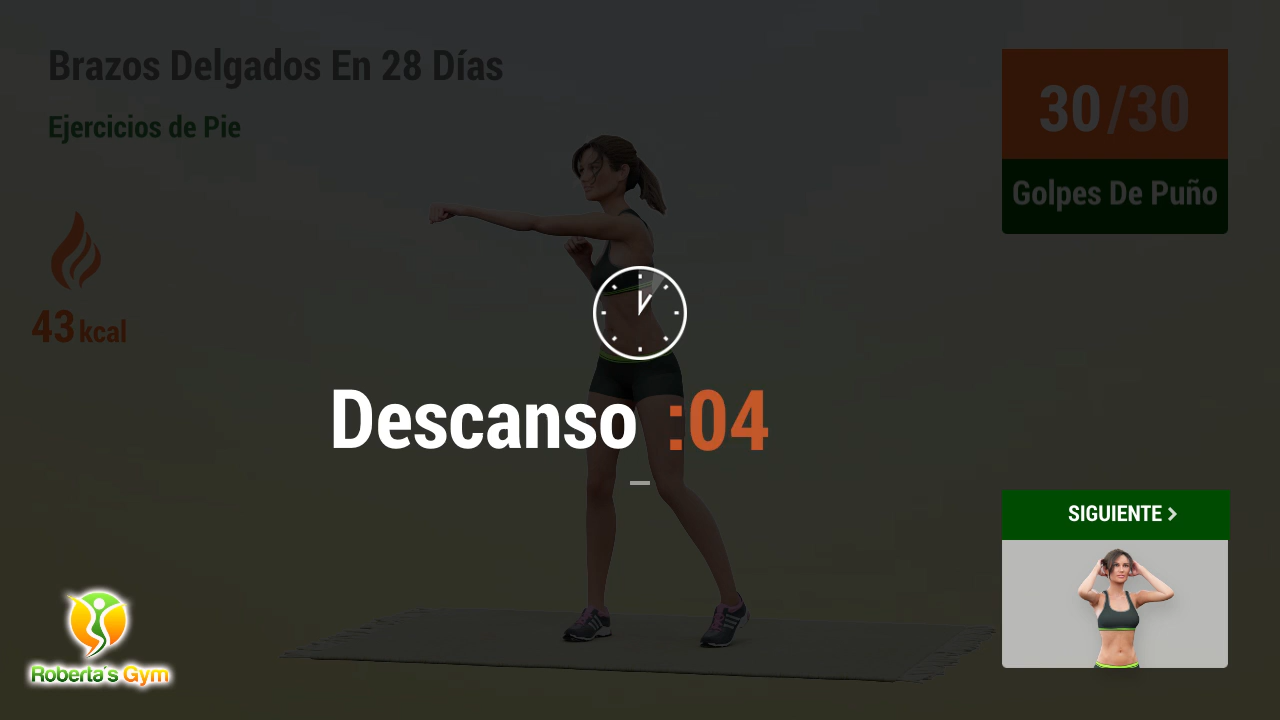 Brazos Delgados En 28 Días
Ejercicios de Pie
30/30
Golpes De Puño
43 kcal
Descanso :04
SIGUIENTE >
Roberta´s Gym